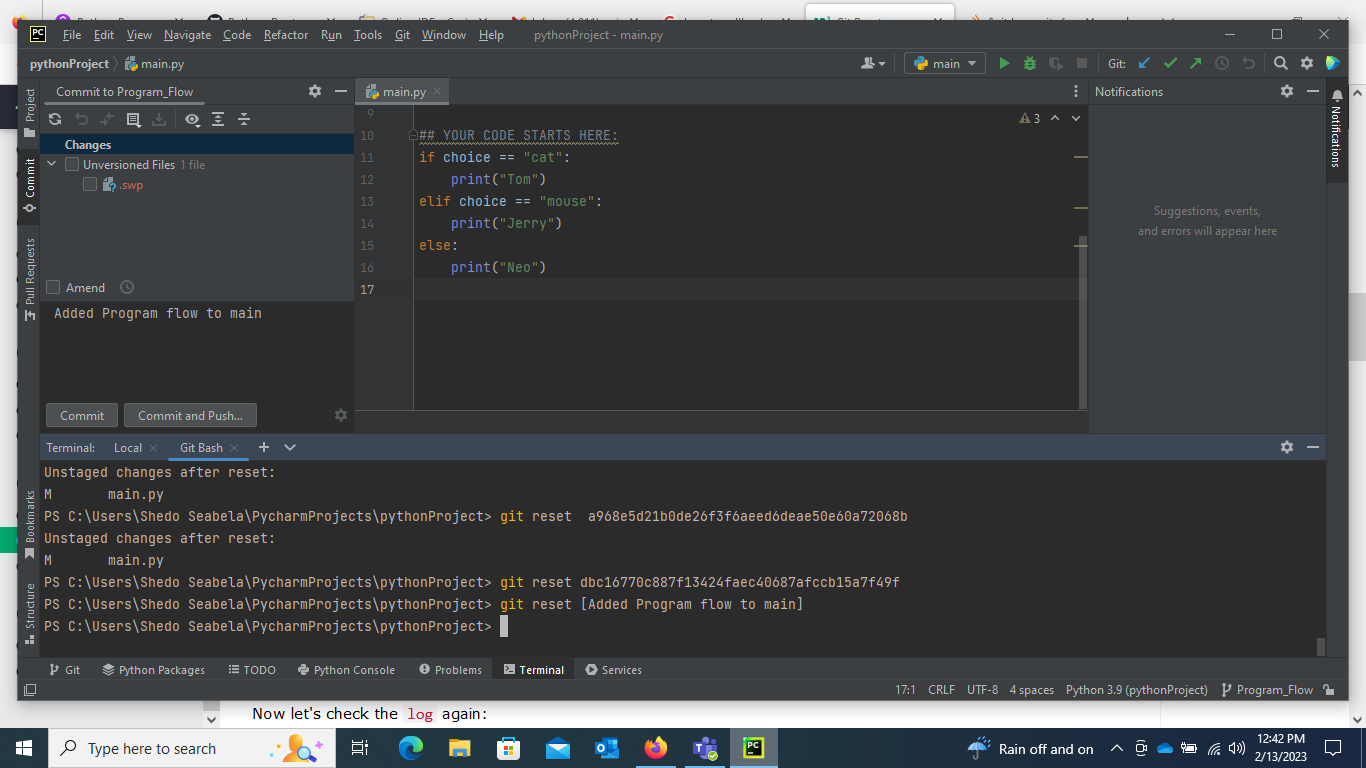 File Edit View Navigate Code Refactor Run Tools Git Window Help pythonProject - main.py
pythonProject main.py
main
Git:
Commit to Program_Flow
main.py
Notifications
Project
Commit
Pull Requests
Bookmarks
Structure
Notifications
Changes
Unversioned Files 1 file
.swp
Amend
Added Program flow to main
Commit
Commit and Push...
3
9
10 ## YOUR CODE STARTS HERE:
11 if choice == "cat":
12 print("Tom")
13 elif choice == "mouse":
14 print("Jerry")
15 else:
16 print("Neo")
17
Suggestions, events,
and errors will appear here
Terminal: Local Git Bash
Unstaged changes after reset:
M main.py
PS C:\Users\Shedo Seabela\PycharmProjects\pythonProject> git reset a968e5d21b0de26f3f6aeed6deae50e60a72068b
Unstaged changes after reset:
M main.py
PS C:\Users\Shedo Seabela\PycharmProjects\pythonProject> git reset dbc16770c887f13424faec40687afccb15a7f49f
PS C:\Users\Shedo Seabela\PycharmProjects\pythonProject> git reset [Added Program flow to main]
PS C:\Users\Shedo Seabela\PycharmProjects\pythonProject>
Git Python Packages TODO Python Console Problems Terminal Services
17:1 CRLF UTF-8 4 spaces Python 3.9 (pythonProject) Program_Flow
Now let's check the log again:
Type here to search
Rain off and on
12:42 PM
2/13/2023